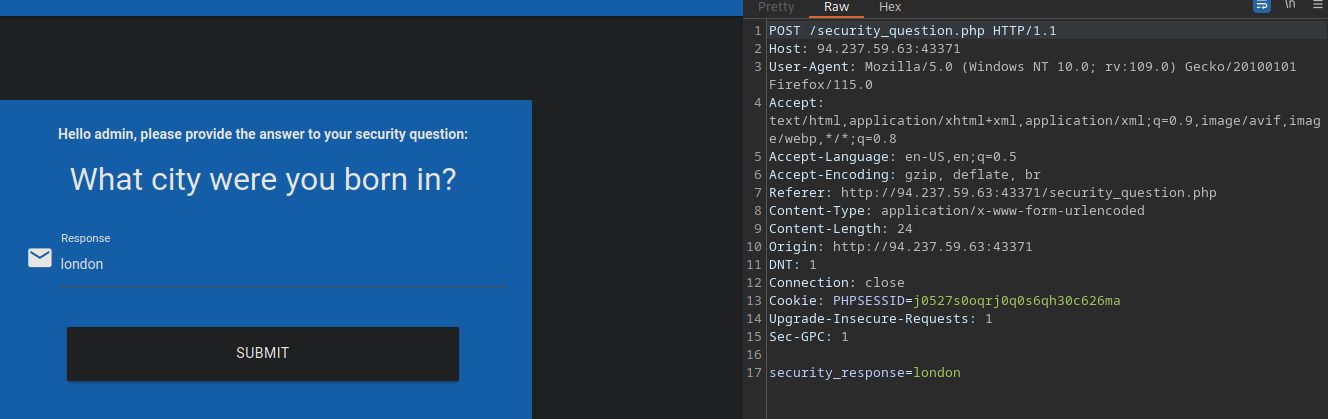 Hello admin, please provide the answer to your security question:
What city were you born in?
Response
london
SUBMIT
Pretty Raw Hex
\n
1 POST /security_question.php HTTP/1.1
2 Host: 94.237.59.63:43371
3 User-Agent: Mozilla/5.0 (Windows NT 10.0; rv:109.0) Gecko/20100101
Firefox/115.0
4 Accept:
text/html,application/xhtml+xml,application/xml;q=0.9,image/avif,imag
e/webp,*/*;q=0.8
5 Accept-Language: en-US,en;q=0.5
6 Accept-Encoding: gzip, deflate, br
7 Referer: http://94.237.59.63:43371/security_question.php
8 Content-Type: application/x-www-form-urlencoded
9 Content-Length: 24
10 Origin: http://94.237.59.63:43371
11 DNT: 1
12 Connection: close
13 Cookie: PHPSESSID=j0527s0oqrj0q0s6qh30c626ma
14 Upgrade-Insecure-Requests: 1
15 Sec-GPC: 1
16
17 security_response=london